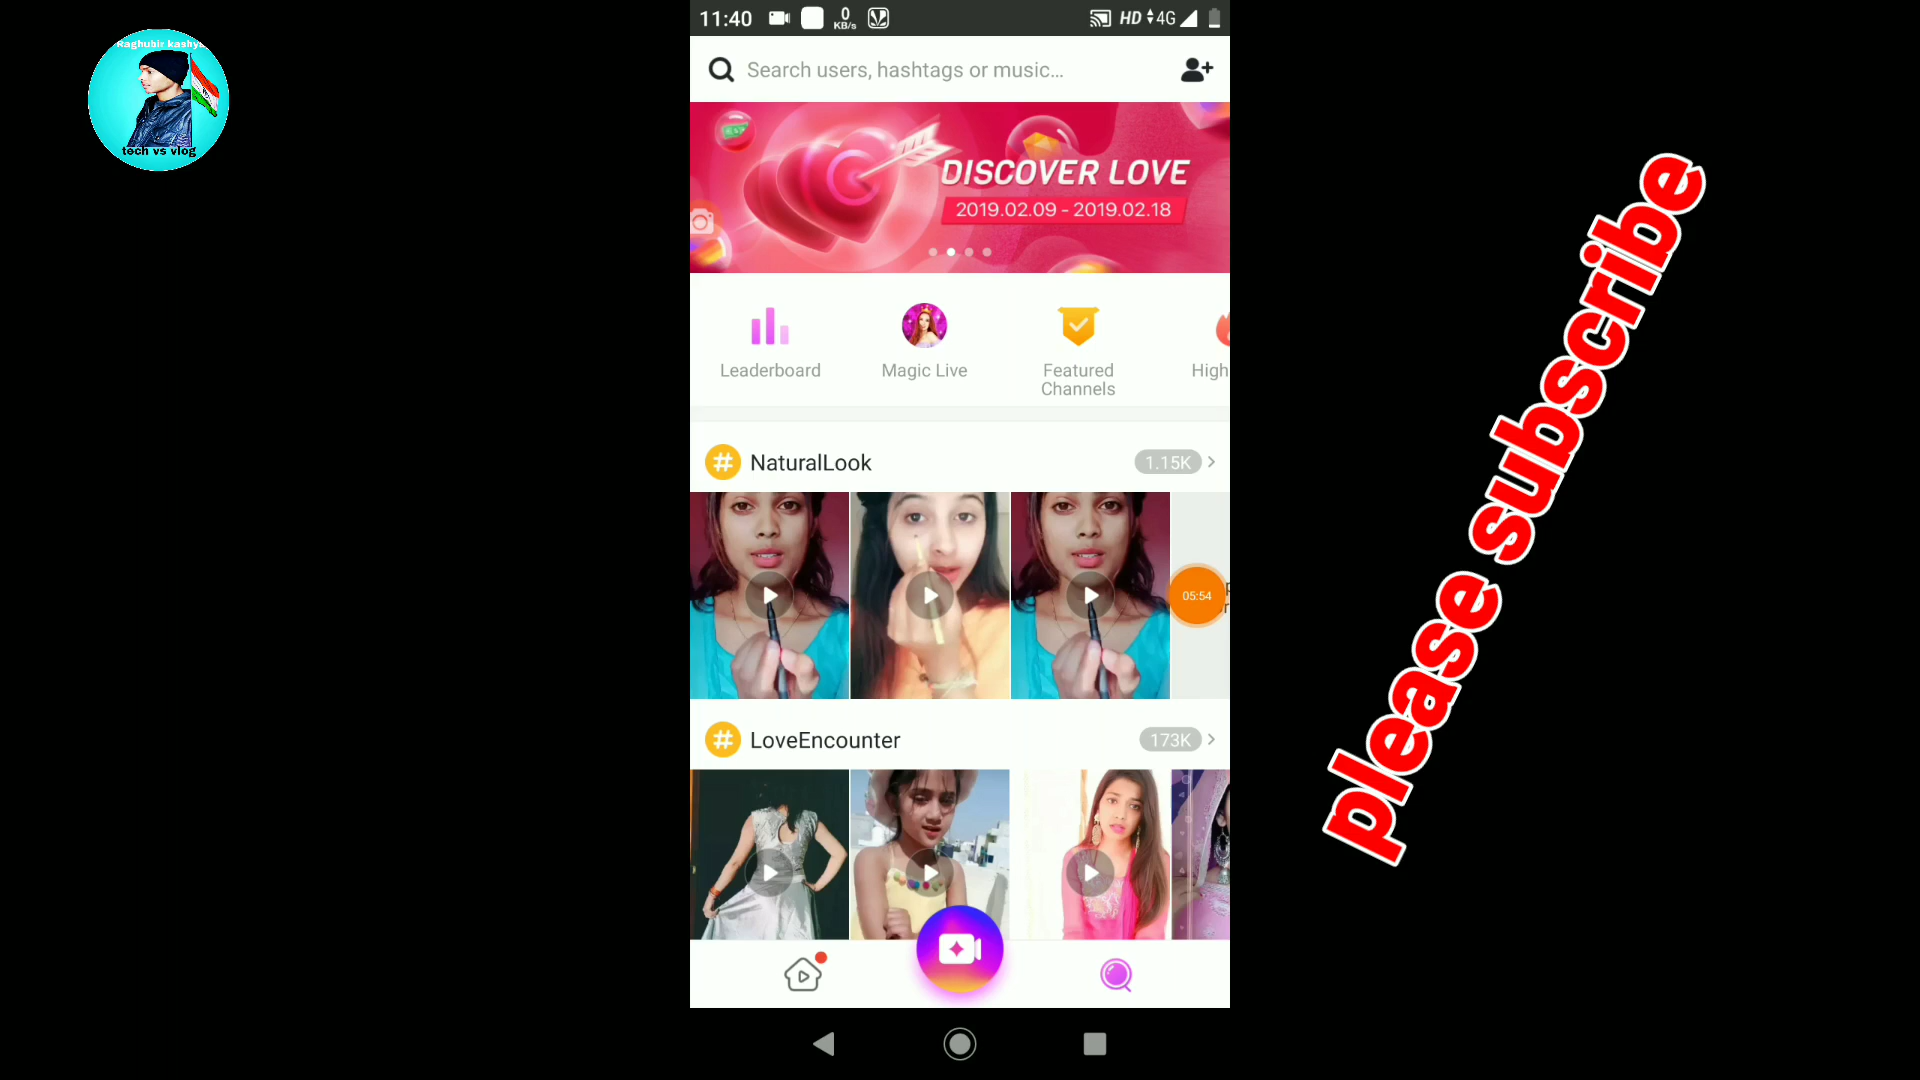 Raghubir kashy
tech vs vlog
11:40
0
KB/s
HD
4G
Search users, hashtags or music...
DISCOVER LOVE
2019.02.09 - 2019.02.18
Leaderboard
Magic Live
Featured
Channels
High
# NaturalLook
1.15K
05:54
# LoveEncounter
173K
please subscribe